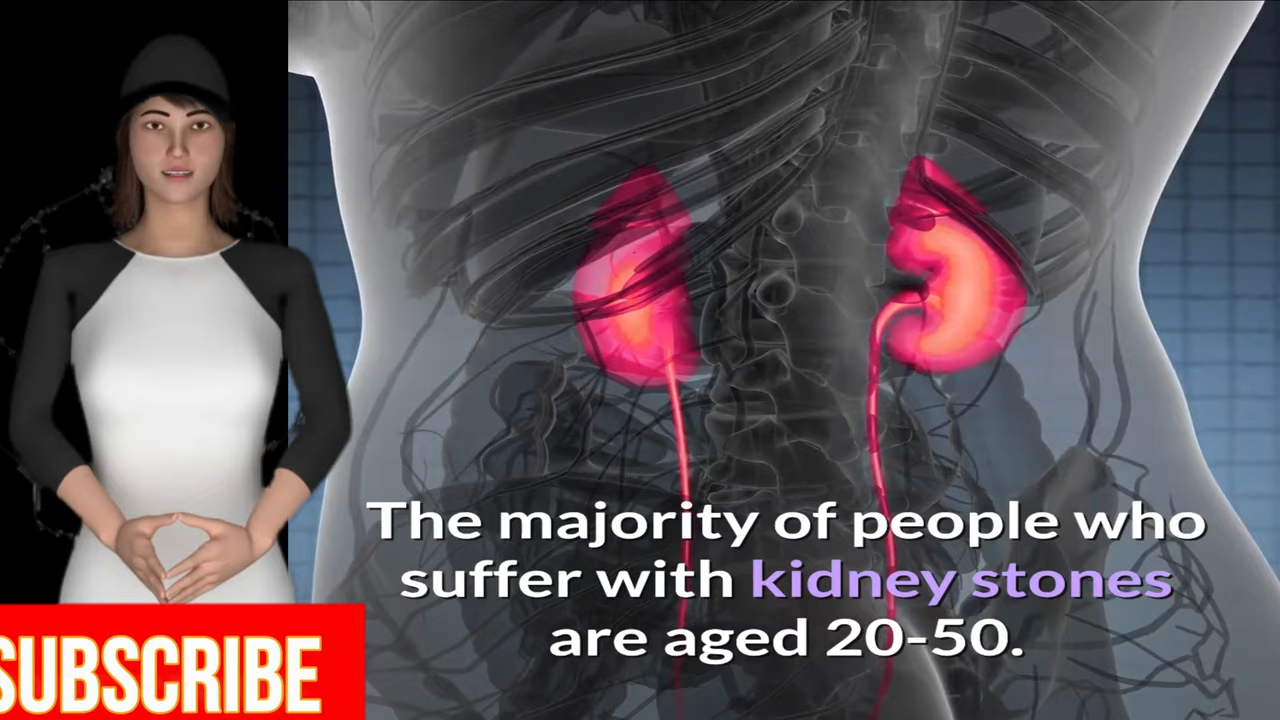 The majority of people who
suffer with kidney stones
are aged 20-50.
SUBSCRIBE